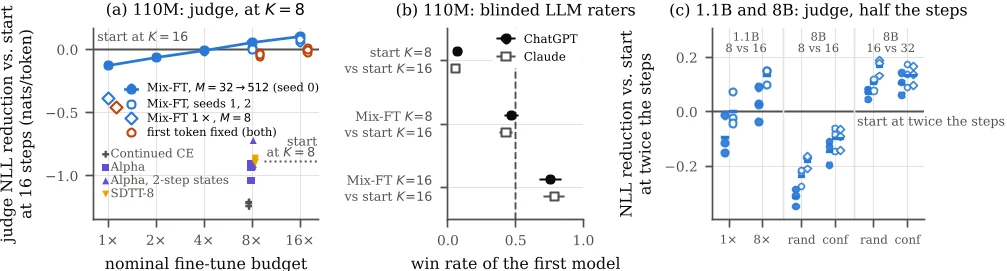 (a) 110M: judge, at K = 8
judge NLL reduction vs. start
at 16 steps (nats/token)
0.0
−0.5
−1.0
start at K = 16
Mix-FT, M = 32 → 512 (seed 0)
Mix-FT, seeds 1, 2
Mix-FT 1×, M = 8
first token fixed (both)
start
at K = 8
Continued CE
Alpha
Alpha, 2-step states
SDTT-8
1× 2× 4× 8× 16×
nominal fine-tune budget
(b) 110M: blinded LLM raters
ChatGPT
Claude
start K=8
vs start K=16
Mix-FT K=8
vs start K=16
Mix-FT K=16
vs start K=16
0.0 0.5 1.0
win rate of the first model
(c) 1.1B and 8B: judge, half the steps
NLL reduction vs. start
at twice the steps
0.2
0.0
−0.2
1.1B
8 vs 16
8B
8 vs 16
8B
16 vs 32
start at twice the steps
1× 8× rand conf rand conf